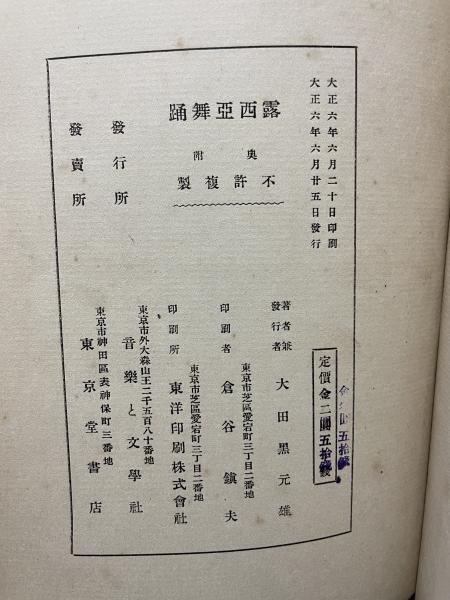 大正六年六月二十日印刷
大正六年六月廿五日發行
定價金二圓五拾錢
五拾錢
露西亞舞踊
奥附
不許複製
著者兼發行者 大田黑元雄
東京市芝區愛宕町三丁目二番地
印刷者 倉谷鎭夫
東京市芝區愛宕町三丁目二番地
印刷所 東洋印刷株式會社
發行所
東京市外大森山王二千五百八十番地
音樂と文學社
發賣所
東京市神田區表神保町三番地
東京堂書店